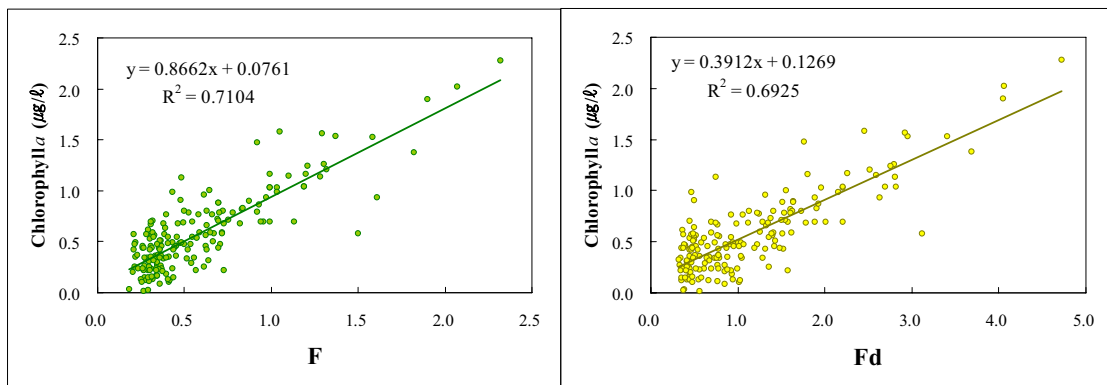 2.5
2.0
1.5
1.0
0.5
0.0
Chlorophyll a (µg/ℓ)
y = 0.8662x + 0.0761
R² = 0.7104
0.0 0.5 1.0 1.5 2.0 2.5
F
2.5
2.0
1.5
1.0
0.5
0.0
Chlorophyll a (µg/ℓ)
y = 0.3912x + 0.1269
R² = 0.6925
0.0 1.0 2.0 3.0 4.0 5.0
Fd